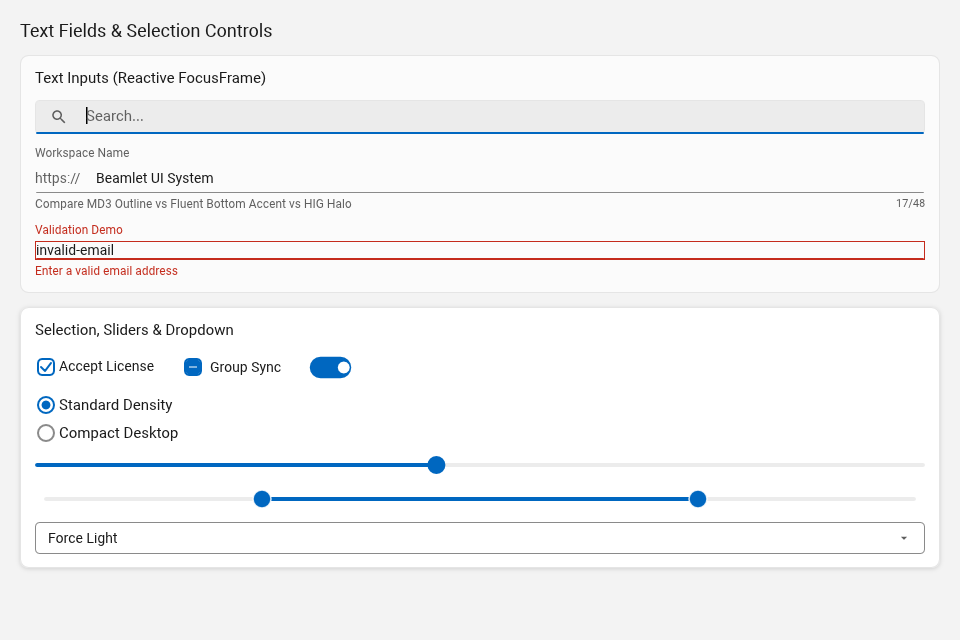 Text Fields & Selection Controls
Text Inputs (Reactive FocusFrame)
Search...
Workspace Name
https:// Beamlet UI System
Compare MD3 Outline vs Fluent Bottom Accent vs HIG Halo 17/48
Validation Demo
invalid-email
Enter a valid email address
Selection, Sliders & Dropdown
Accept License Group Sync
Standard Density
Compact Desktop
Force Light